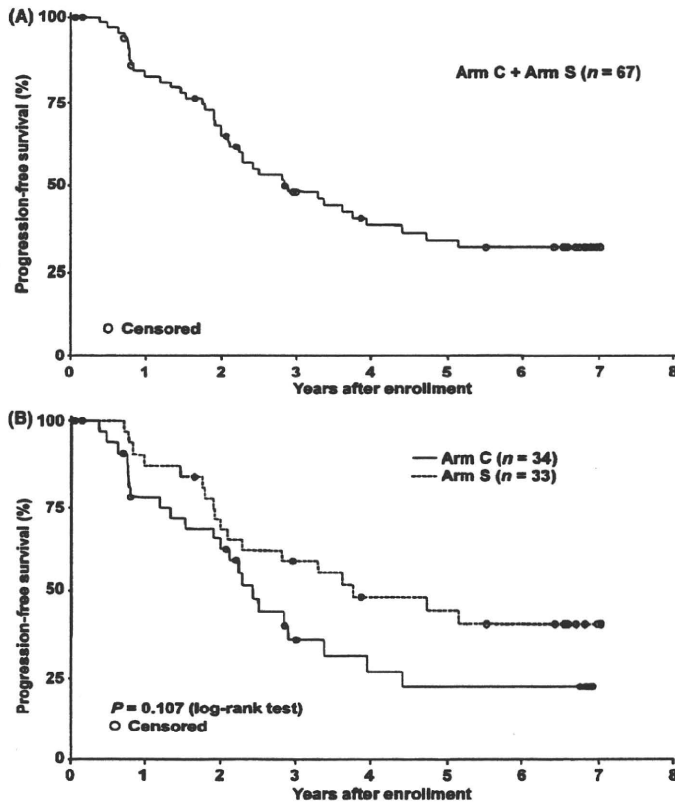 (A)
100
75
50
25
0
Progression-free survival (%)
Arm C + Arm S (n = 67)
Censored
0 1 2 3 4 5 6 7 8
Years after enrollment
(B)
100
75
50
25
0
Progression-free survival (%)
Arm C (n = 34)
Arm S (n = 33)
P = 0.107 (log-rank test)
Censored
0 1 2 3 4 5 6 7 8
Years after enrollment